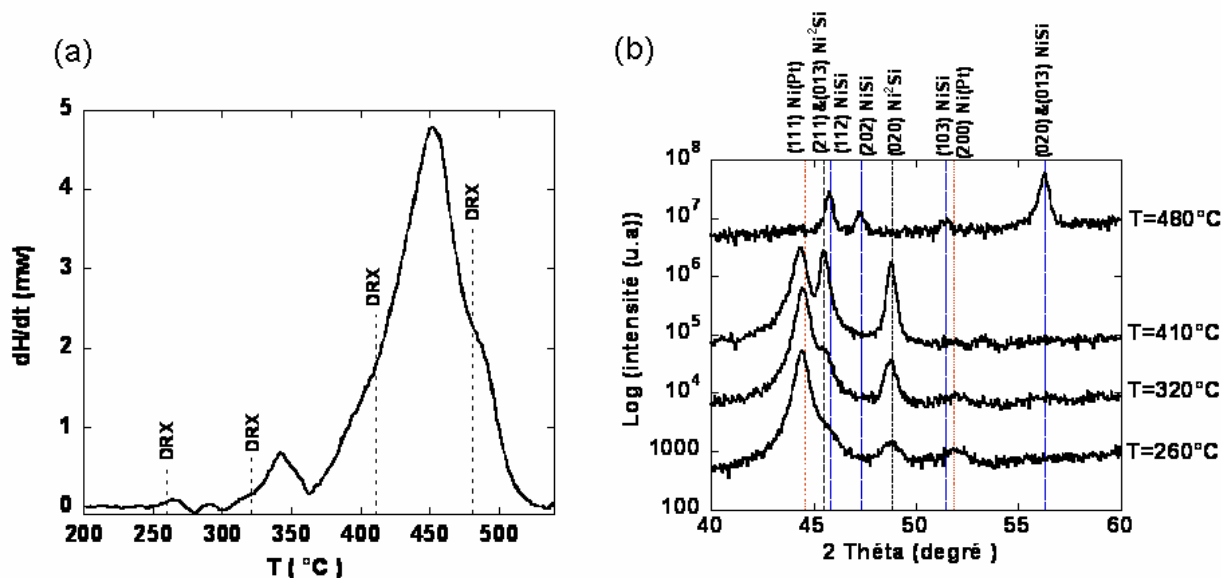 (a)
5
4
3
2
1
0
dH/dt (mw)
DRX
DRX
DRX
DRX
200
250
300
350
400
450
500
T ( °C)
(b)
(111) Ni(Pt)
(211) &(013) Ni²Si
(112) NiSi
(202) NiSi
(020) Ni²Si
(103) NiSi
(200) Ni(Pt)
(020) &(013) NiSi
10⁸
10⁷
10⁶
10⁵
10⁴
1000
100
Log (intensité (u.a)
T=480°C
T=410°C
T=320°C
T=260°C
40
45
50
55
60
2 Théta (degré )